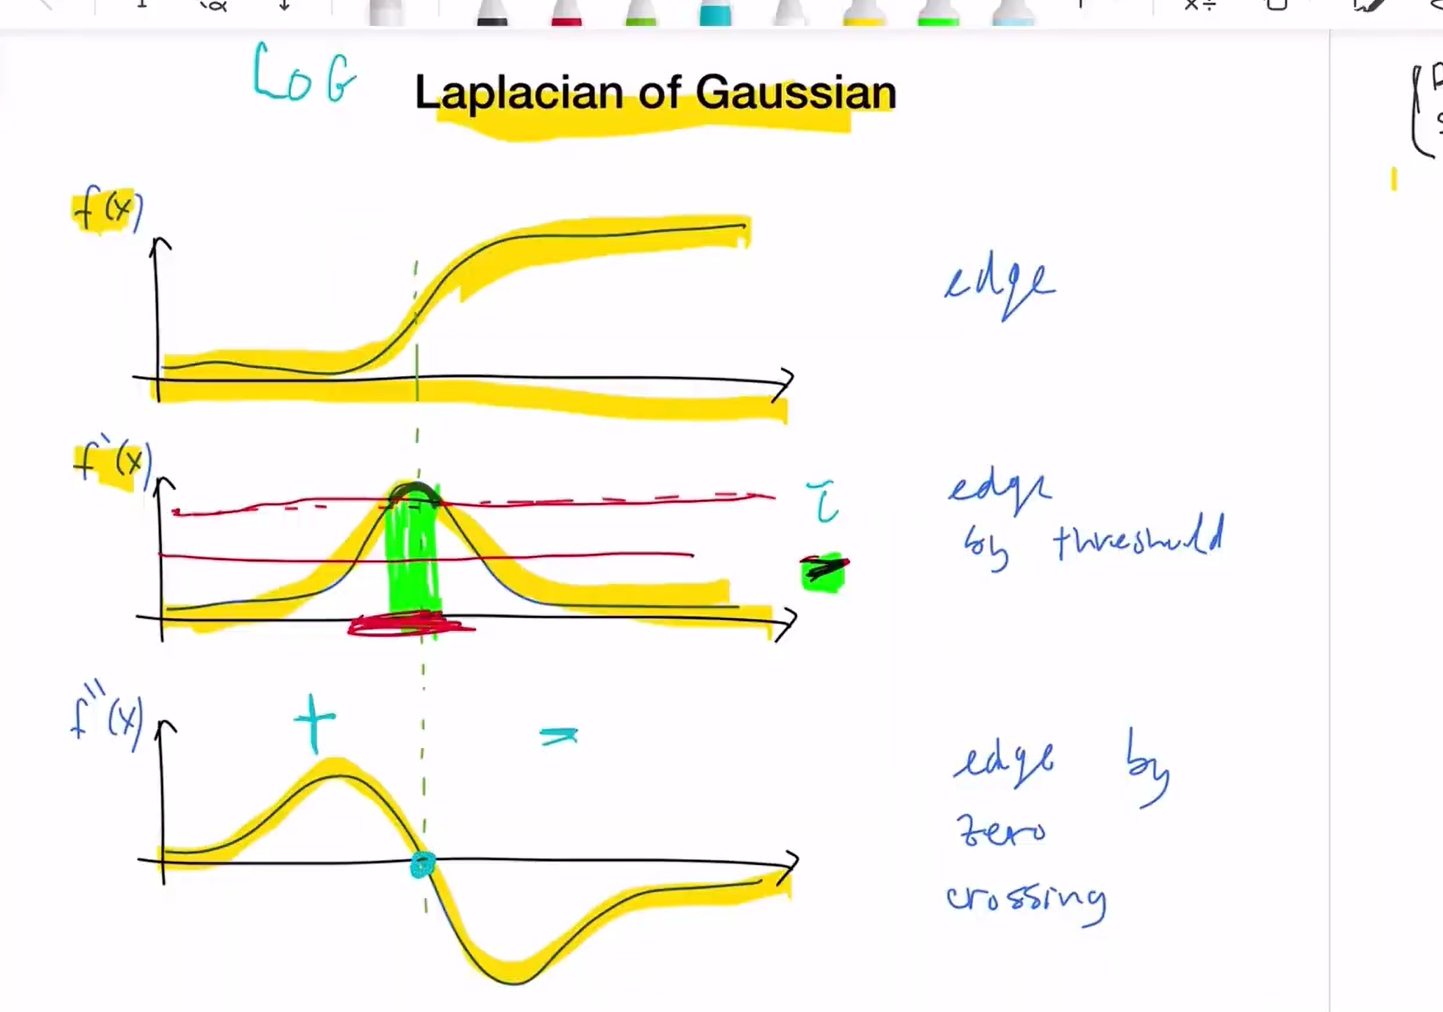 LOG
Laplacian of Gaussian
f(x)
edge
f'(x)
edge
by threshold
τ
f''(x)
+
-
edge by
zero
crossing